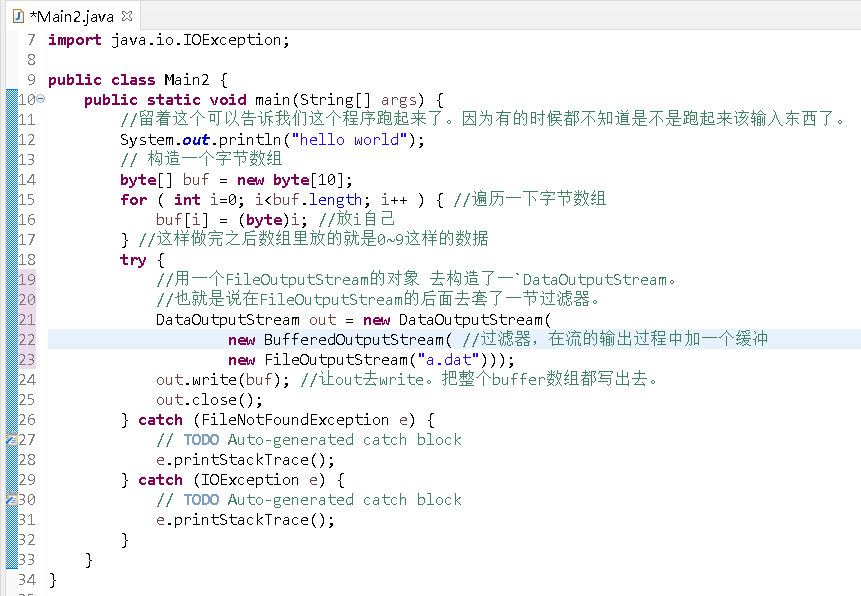 *Main2.java
7 import java.io.IOException;
8
9 public class Main2 {
10 public static void main(String[] args) {
11 //留着这个可以告诉我们这个程序跑起来了。因为有的时候都不知道是不是跑起来该输入东西了。
12 System.out.println("hello world");
13 // 构造一个字节数组
14 byte[] buf = new byte[10];
15 for ( int i=0; i<buf.length; i++ ) { //遍历一下字节数组
16 buf[i] = (byte)i; //放i自己
17 } //这样做完之后数组里放的就是0~9这样的数据
18 try {
19 //用一个FileOutputStream的对象 去构造了一`DataOutputStream。
20 //也就是说在FileOutputStream的后面去套了一节过滤器。
21 DataOutputStream out = new DataOutputStream(
22 new BufferedOutputStream( //过滤器，在流的输出过程中加一个缓冲
23 new FileOutputStream("a.dat")));
24 out.write(buf); //让out去write。把整个buffer数组都写出去。
25 out.close();
26 } catch (FileNotFoundException e) {
27 // TODO Auto-generated catch block
28 e.printStackTrace();
29 } catch (IOException e) {
30 // TODO Auto-generated catch block
31 e.printStackTrace();
32 }
33 }
34 }